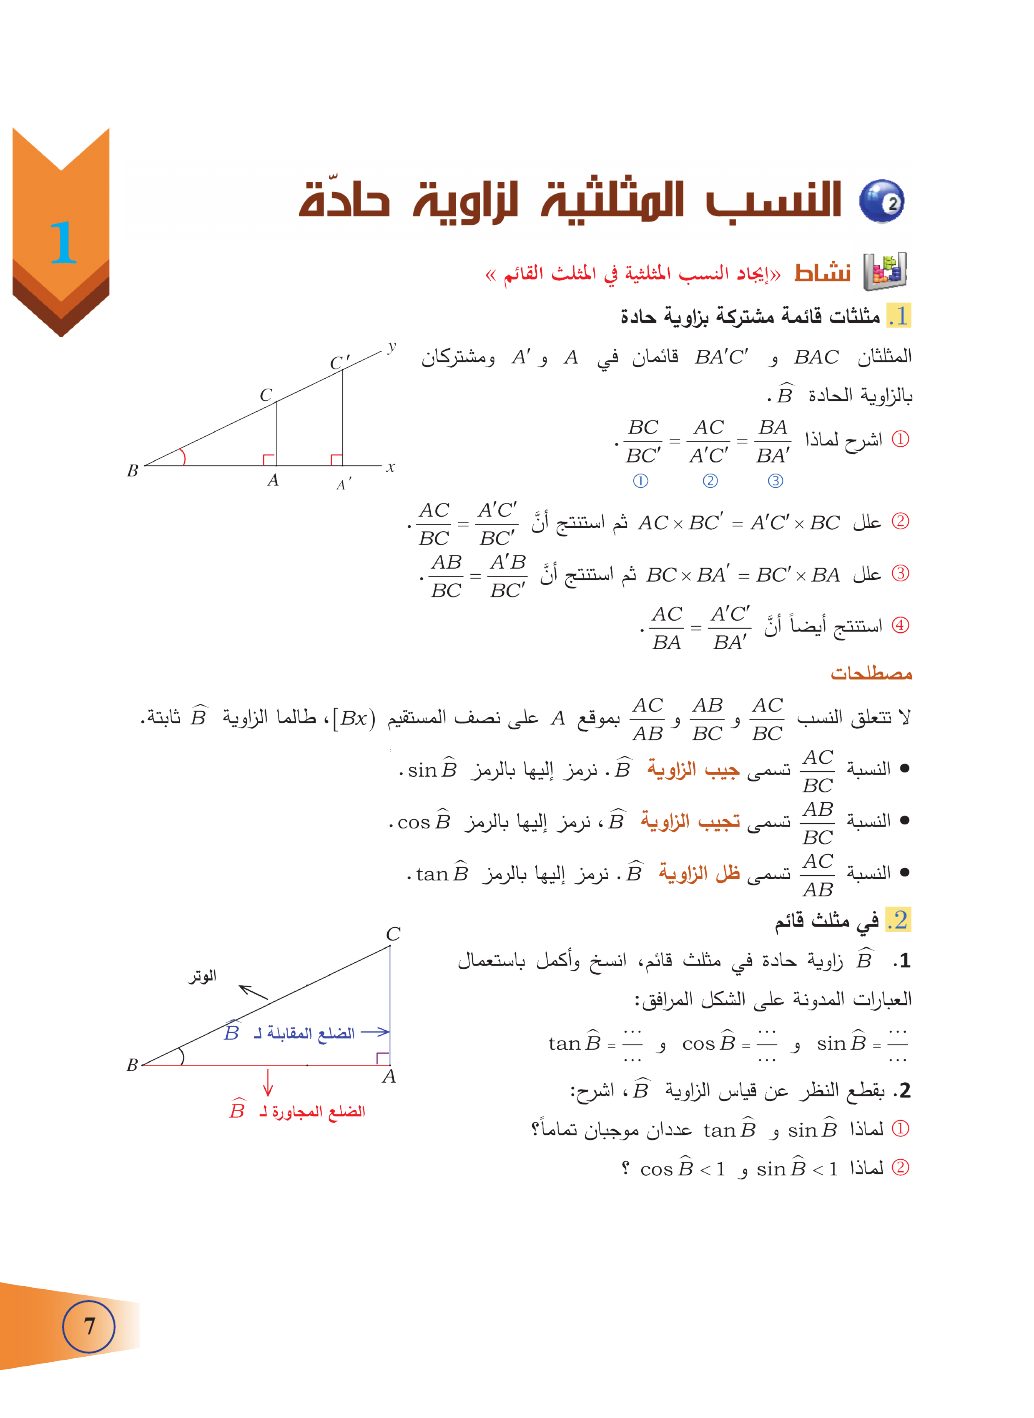 1
2 النسب المثلثية لزاوية حادّة
نشاط «إيجاد النسب المثلثية في المثلث القائم »
1. مثلثات قائمة مشتركة بزاوية حادة
المثلثان BAC و BA'C' قائمان في A و A' ومشتركان
بالزاوية الحادة B̂ .
① اشرح لماذا BA/BA' = AC/A'C' = BC/BC' .
③ ② ①
② علل AC × BC' = A'C' × BC ثم استنتج أنَّ A'C'/BC' = AC/BC .
③ علل BC × BA' = BC' × BA ثم استنتج أنَّ A'B/BC' = AB/BC .
④ استنتج أيضاً أنَّ A'C'/BA' = AC/BA .
B
A
A'
C
C'
x
y
مصطلحات
لا تتعلق النسب AC/BC و AB/BC و AC/AB بموقع A على نصف المستقيم [Bx) ، طالما الزاوية B̂ ثابتة.
• النسبة AC/BC تسمى جيب الزاوية B̂ . نرمز إليها بالرمز sin B̂ .
• النسبة AB/BC تسمى تجيب الزاوية B̂ ، نرمز إليها بالرمز cos B̂ .
• النسبة AC/AB تسمى ظل الزاوية B̂ . نرمز إليها بالرمز tan B̂ .
2. في مثلث قائم
1. B̂ زاوية حادة في مثلث قائم، انسخ وأكمل باستعمال
العبارات المدونة على الشكل المرافق:
sin B̂ = .../... و cos B̂ = .../... و tan B̂ = .../...
2. بقطع النظر عن قياس الزاوية B̂ ، اشرح:
① لماذا sin B̂ و tan B̂ عددان موجبان تماماً؟
② لماذا sin B̂ < 1 و cos B̂ < 1 ؟
C
الوتر
الضلع المقابلة لـ B̂
B
A
الضلع المجاورة لـ B̂
7